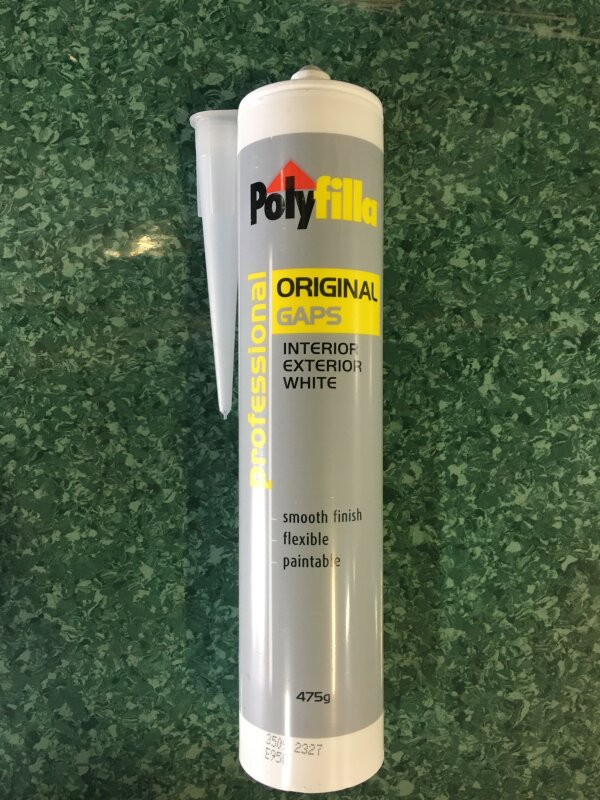 Polyfilla
professional
ORIGINAL
GAPS
INTERIOR
EXTERIOR
WHITE
smooth finish
flexible
paintable
475g
2327